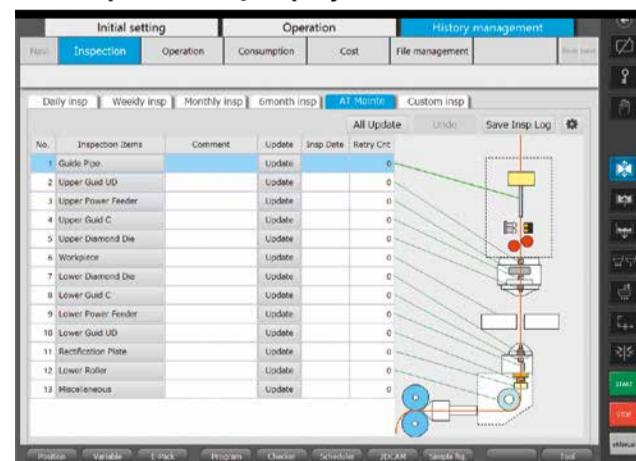 Initial setting Operation History management
Inspection Operation Consumption Cost File management
Daily insp Weekly insp Monthly insp 6month insp AT Mainte Custom insp
All Update Undo Save Insp Log
No. Inspection Items Comment Update Insp Date Retry Cnt
1 Guide Pipe Update 0
2 Upper Guid UD Update 0
3 Upper Power Feeder Update 0
4 Upper Guid C Update 0
5 Upper Diamond Die Update 0
6 Workpiece Update 0
7 Lower Diamond Die Update 0
8 Lower Guid C Update 0
9 Lower Power Feeder Update 0
10 Lower Guid UD Update 0
11 Rectification Plate Update 0
12 Lower Roller Update 0
13 Miscellaneous Update 0
START
STOP
eManual
Position Variable E-Pack Program Checker Scheduler 2DCAM Simple fig. Tool